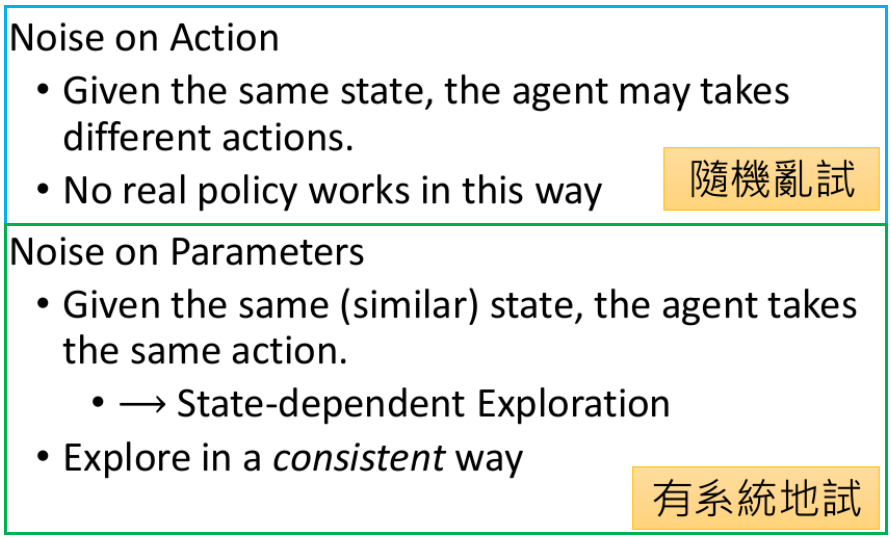 Noise on Action
• Given the same state, the agent may takes
different actions.
• No real policy works in this way
隨機亂試
Noise on Parameters
• Given the same (similar) state, the agent takes
the same action.
• ⟶ State-dependent Exploration
• Explore in a consistent way
有系統地試